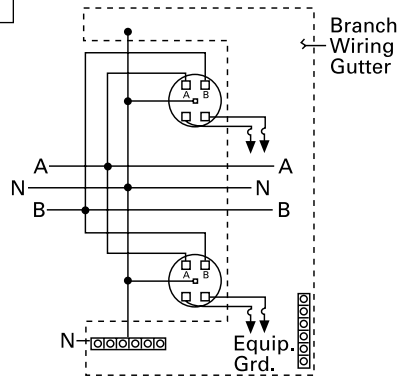 Branch
Wiring
Gutter
A B
A A
N N
B B
A B
N
Equip.
Grd.